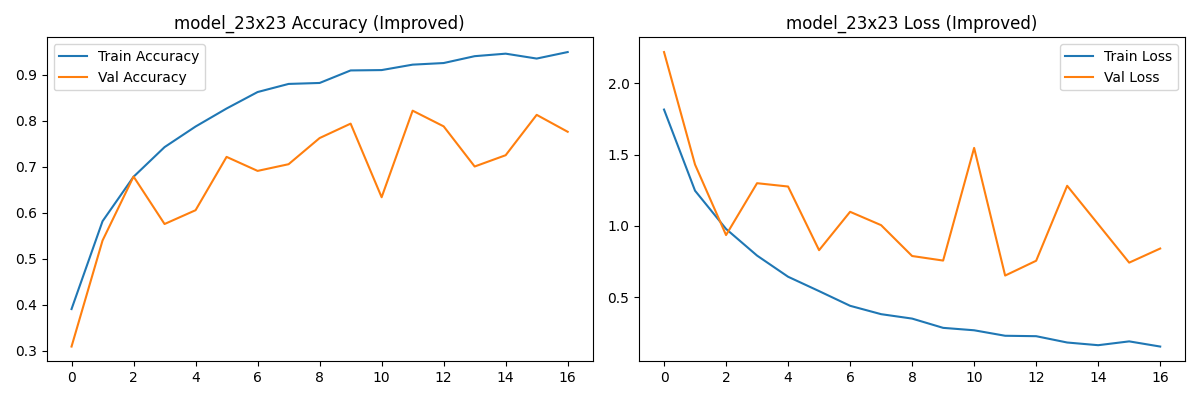 model_23x23 Accuracy (Improved)
Train Accuracy
Val Accuracy
0.9
0.8
0.7
0.6
0.5
0.4
0.3
0 2 4 6 8 10 12 14 16
model_23x23 Loss (Improved)
Train Loss
Val Loss
2.0
1.5
1.0
0.5
0 2 4 6 8 10 12 14 16